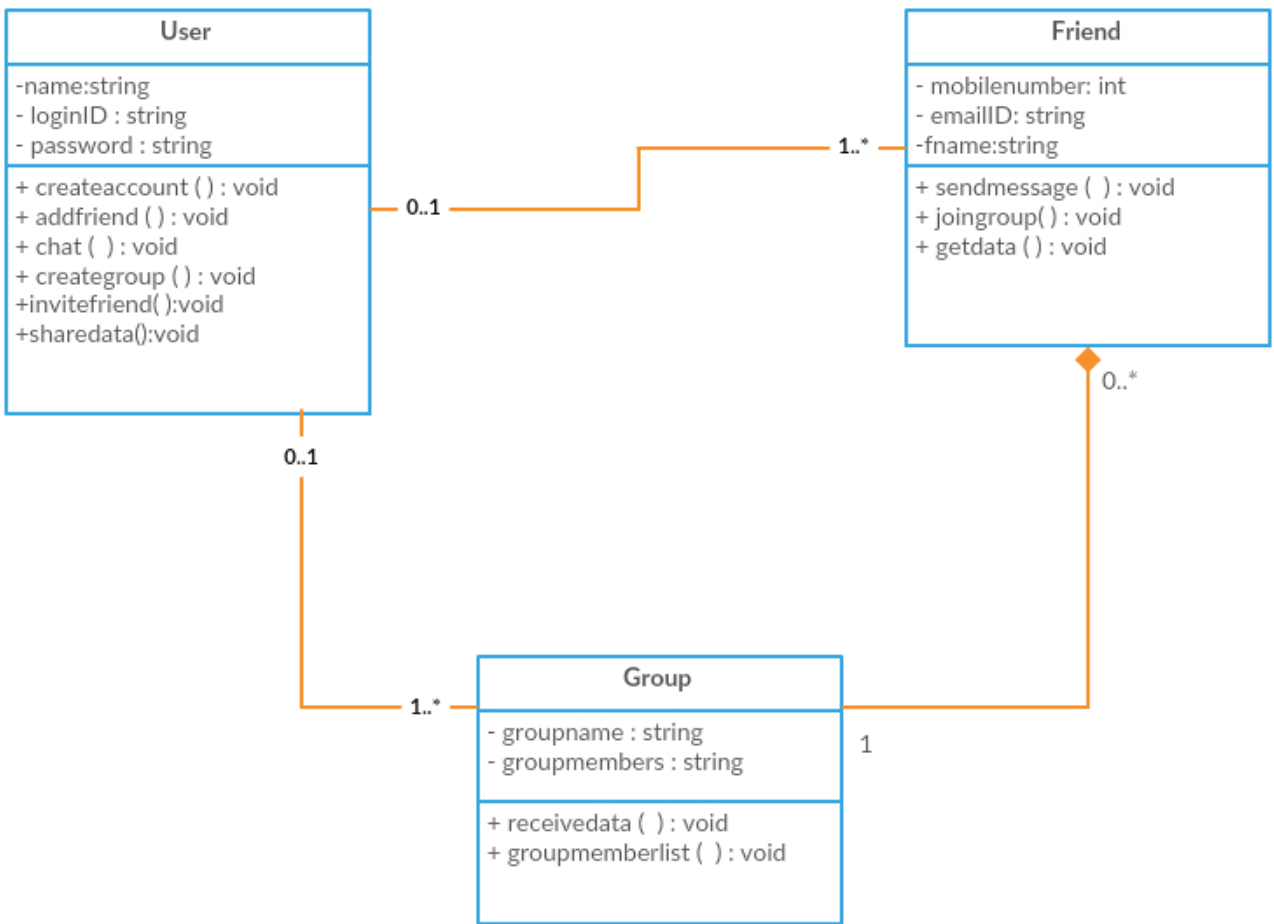 User
-name:string
- loginID : string
- password : string
+ createaccount ( ) : void
+ addfriend ( ) : void
+ chat (  ) : void
+ creategroup ( ) : void
+invitefriend( ):void
+sharedata():void
0..1
1..*
Friend
- mobilenumber: int
- emailID: string
-fname:string
+ sendmessage (  ) : void
+ joingroup( ) : void
+ getdata ( ) : void
0..*
0..1
1..*
Group
- groupname : string
- groupmembers : string
+ receivedata (  ) : void
+ groupmemberlist (  ) : void
1